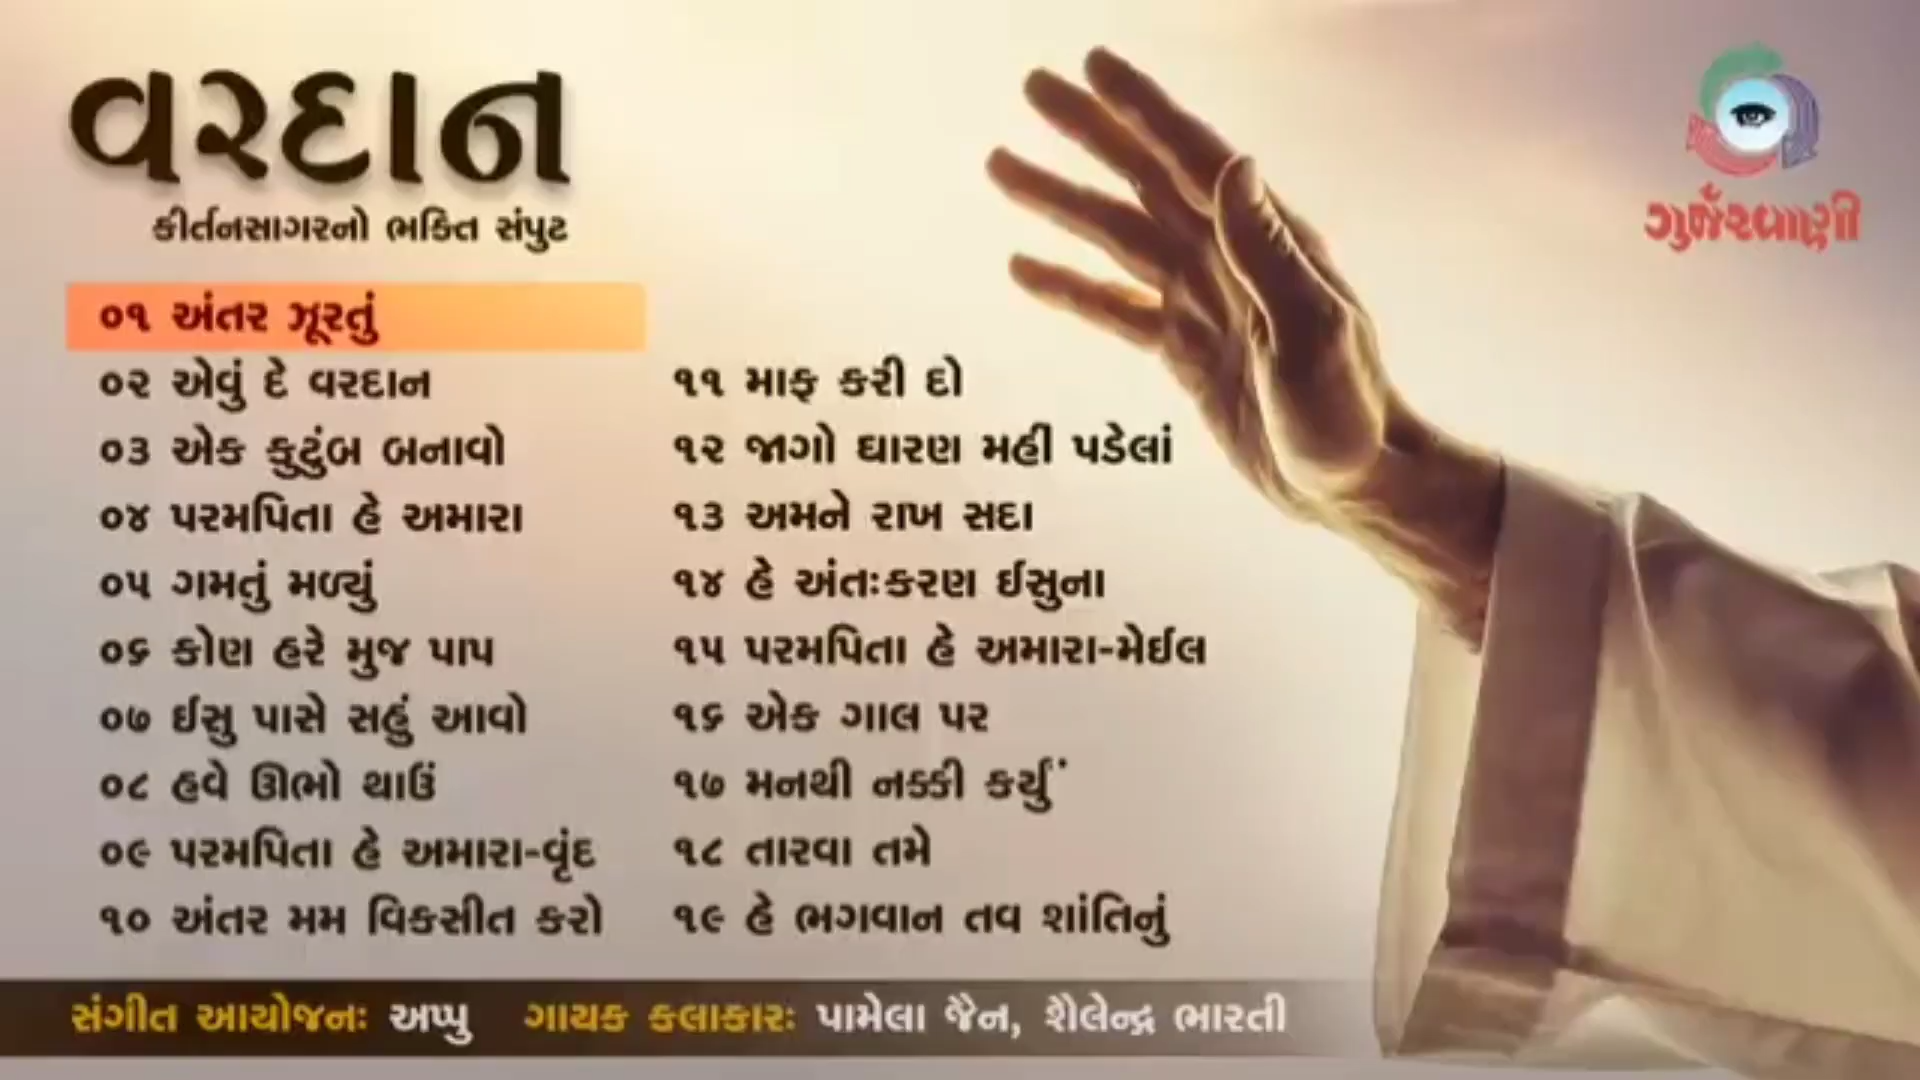 વરદાન
કીર્તનસાગરનો ભકિત સંપુટ
ગુર્જરવાણી
૦૧ અંતર ઝૂરતું
૦૨ એવું દે વરદાન
૦૩ એક કુટુંબ બનાવો
૦૪ પરમપિતા હે અમારા
૦૫ ગમતું મળ્યું
૦૬ કોણ હરે મુજ પાપ
૦૭ ઈસુ પાસે સહું આવો
૦૮ હવે ઊભો થાઉં
૦૯ પરમપિતા હે અમારા-વૃંદ
૧૦ અંતર મમ વિકસીત કરો
૧૧ માફ કરી દો
૧૨ જાગો ઘારણ મહી પડેલાં
૧૩ અમને રાખ સદા
૧૪ હે અંતઃકરણ ઈસુના
૧૫ પરમપિતા હે અમારા-મેઈલ
૧૬ એક ગાલ પર
૧૭ મનથી નક્કી કર્યું
૧૮ તારવા તમે
૧૯ હે ભગવાન તવ શાંતિનું
સંગીત આયોજનઃ અપ્પુ ગાયક કલાકારઃ પામેલા જૈન, શૈલેન્દ્ર ભારતી